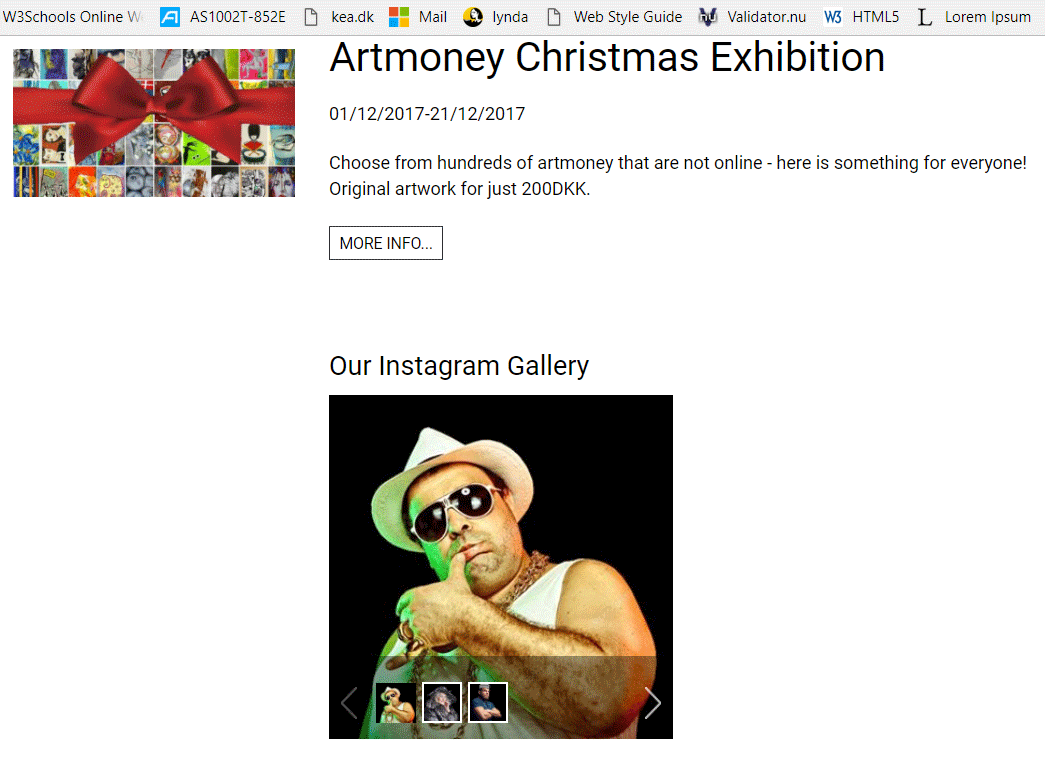 W3Schools Online W
AS1002T-852E
kea.dk
Mail
lynda
Web Style Guide
Validator.nu
HTML5
Lorem Ipsum
Artmoney Christmas Exhibition
01/12/2017-21/12/2017
Choose from hundreds of artmoney that are not online - here is something for everyone!
Original artwork for just 200DKK.
MORE INFO...
Our Instagram Gallery